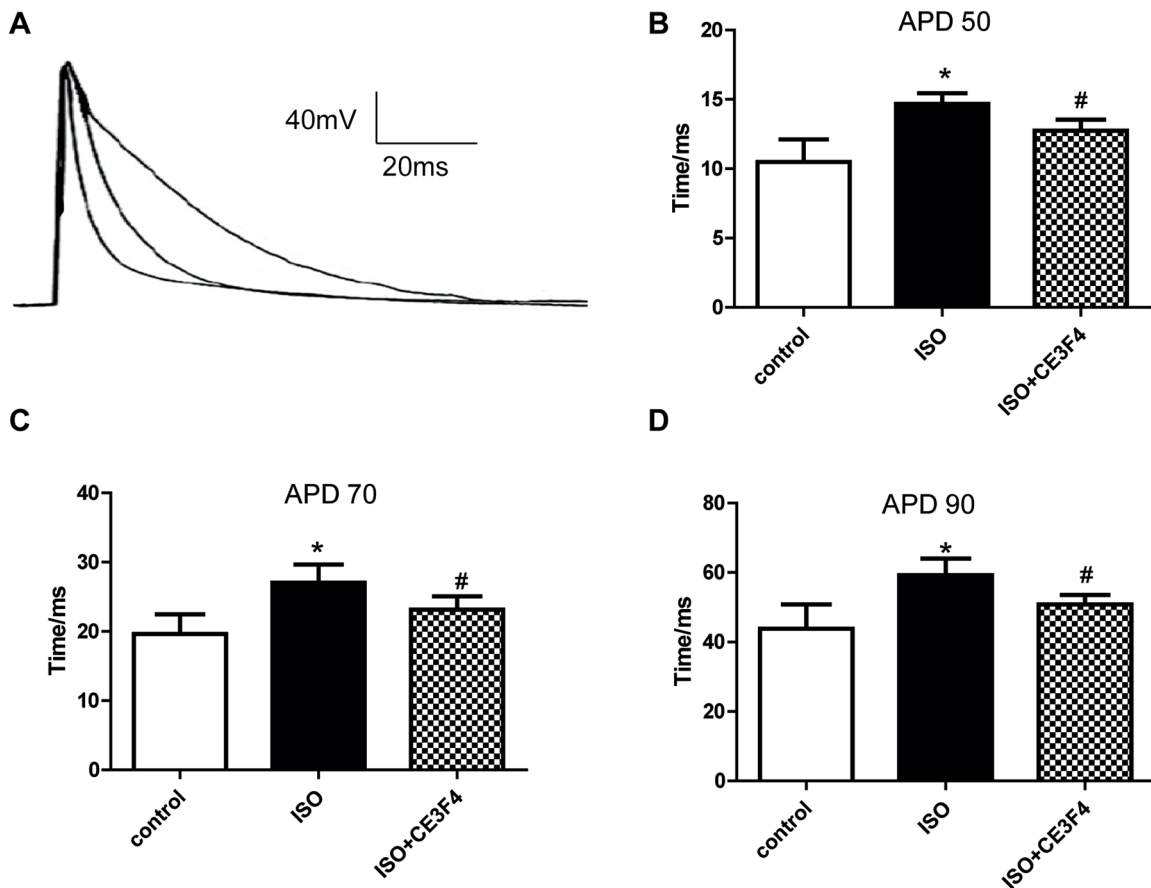 A
40mV
20ms
B
APD 50
Time/ms
20
15
10
5
0
*
#
control
ISO
ISO+CE3F4
C
APD 70
Time/ms
40
30
20
10
0
*
#
control
ISO
ISO+CE3F4
D
APD 90
Time/ms
80
60
40
20
0
*
#
control
ISO
ISO+CE3F4